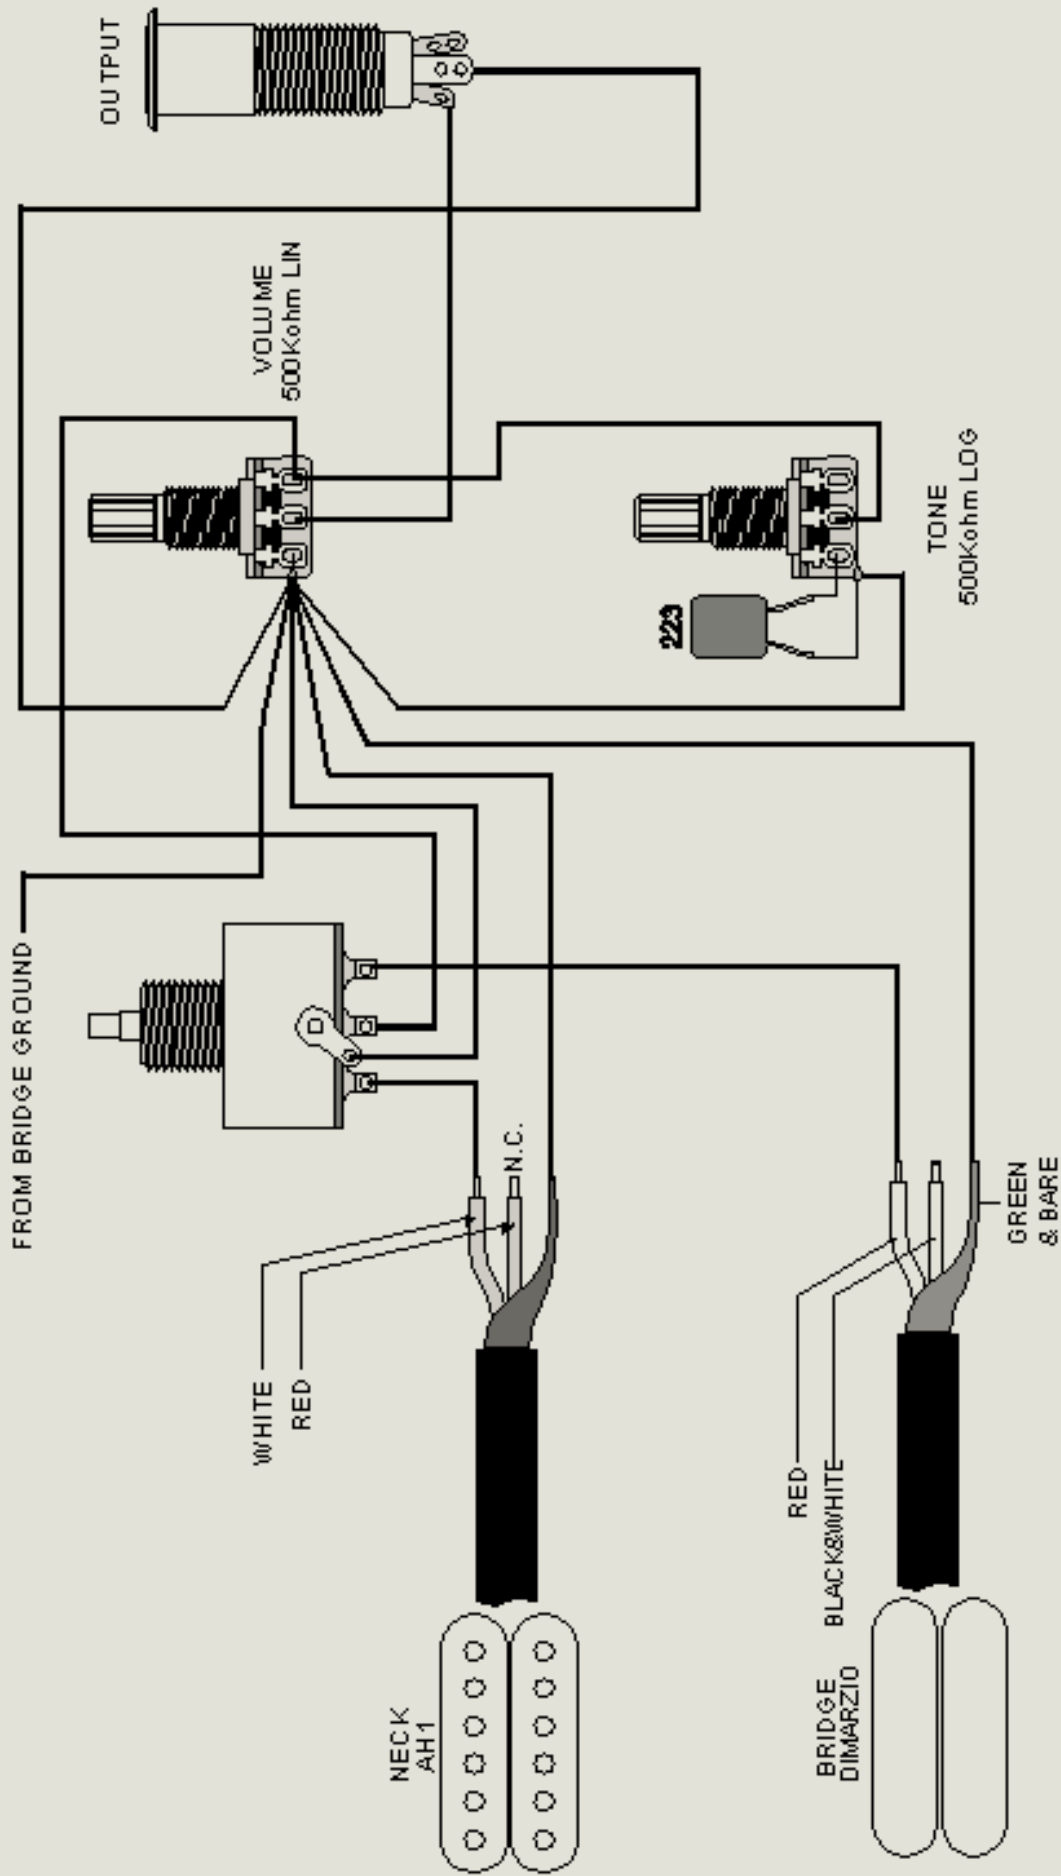 NECK
AH1
WHITE
RED
N.C.
FROM BRIDGE GROUND
VOLUME
500Kohm LIN
OUTPUT
BRIDGE
DIMARZIO
RED
BLACK&WHITE
GREEN
& BARE
223
TONE
500Kohm LOG